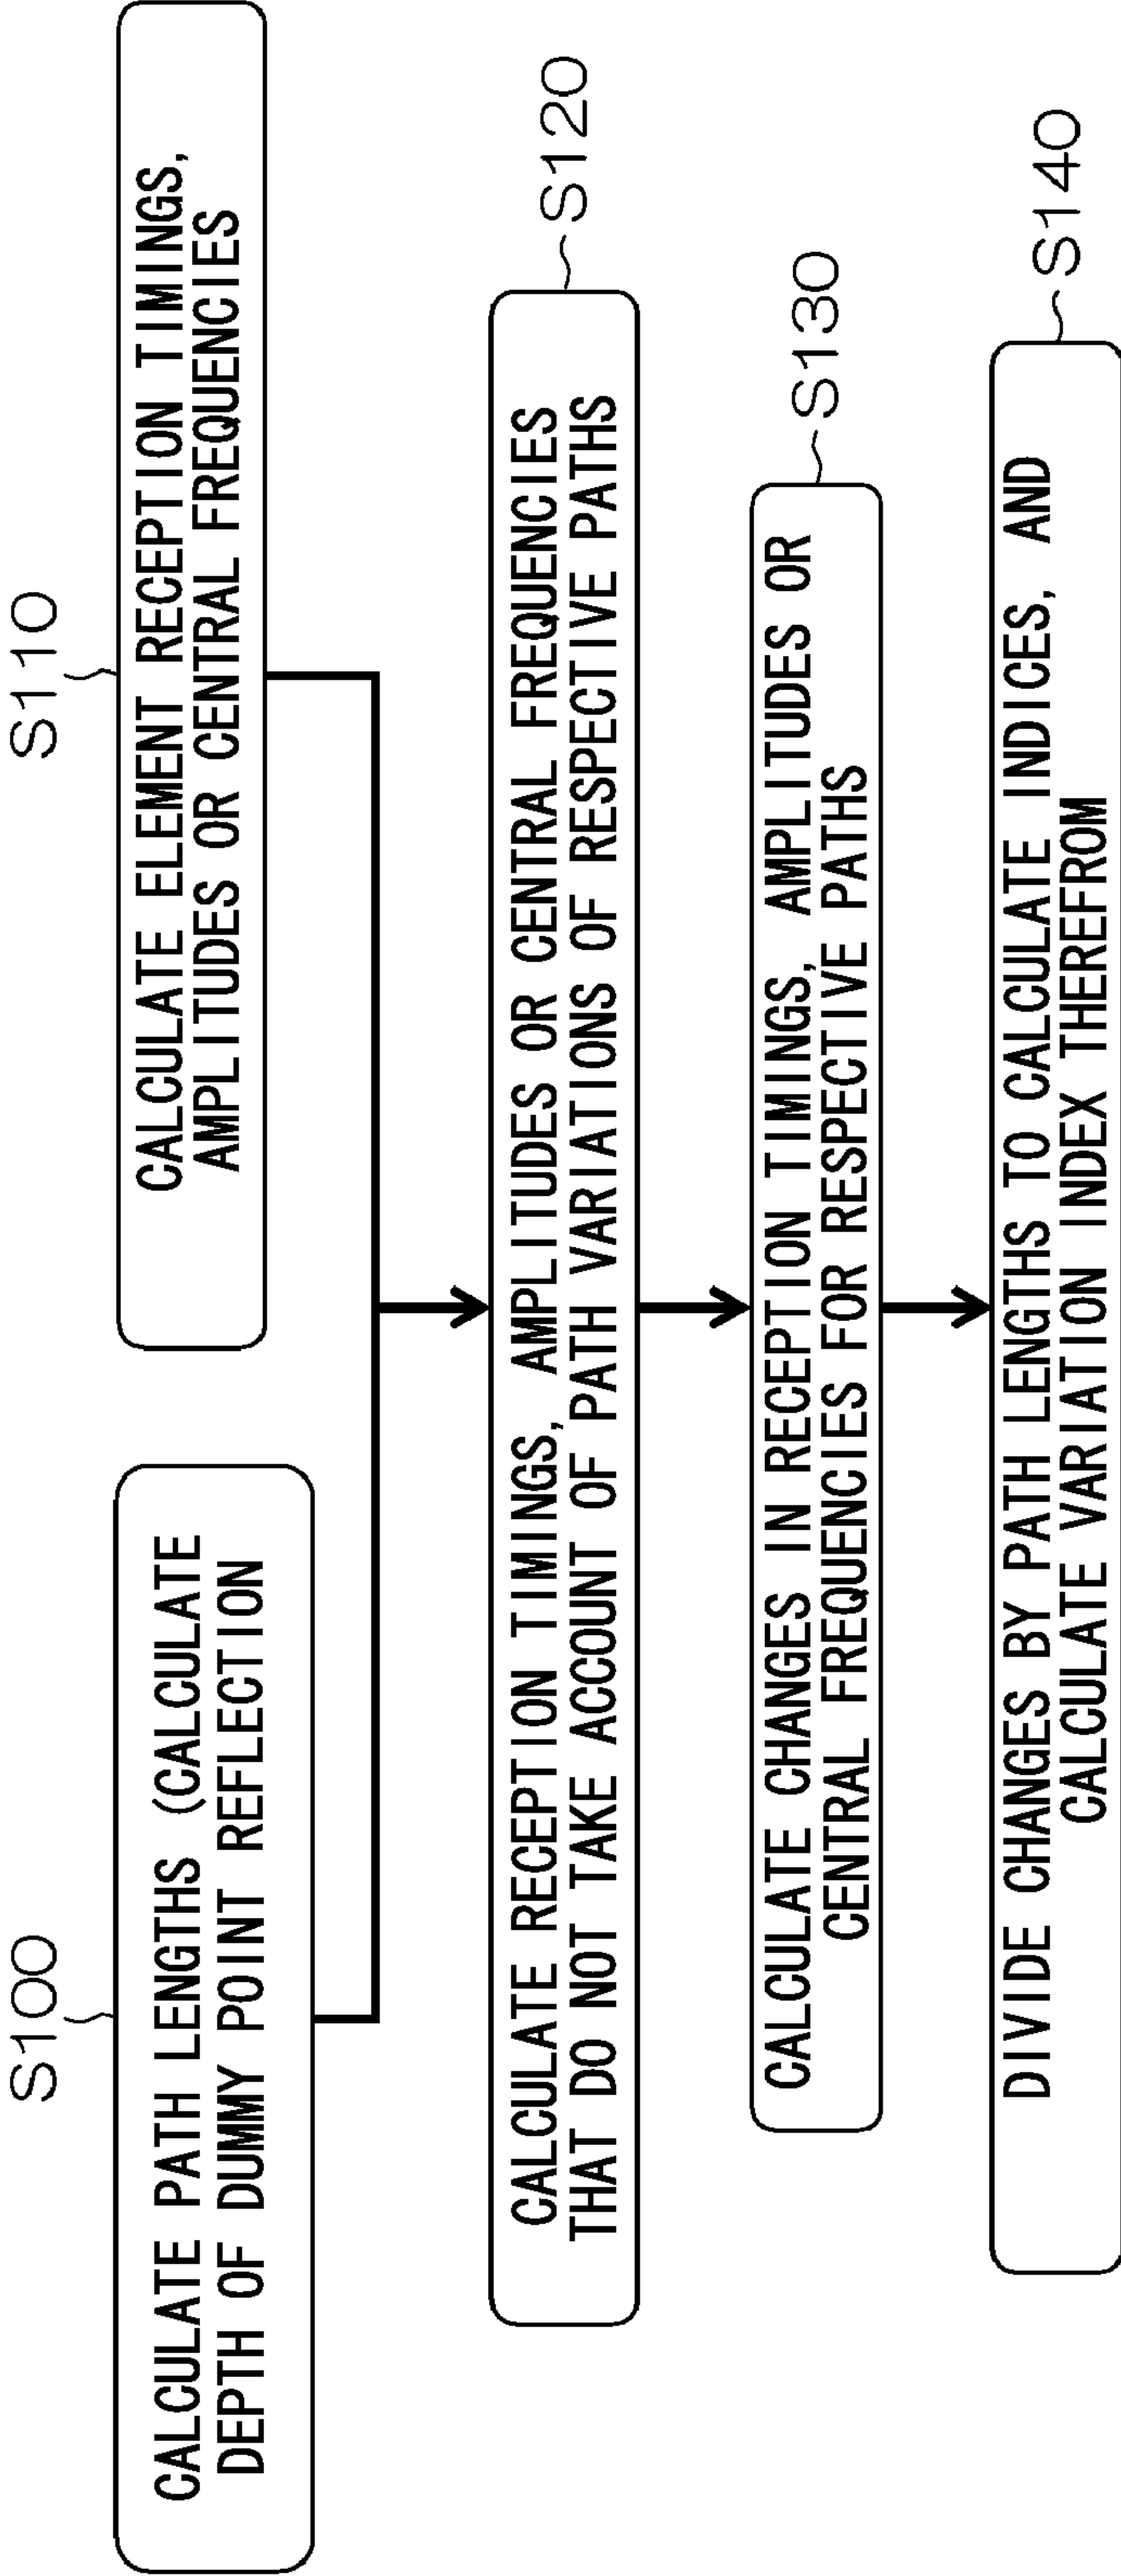 S100
CALCULATE PATH LENGTHS (CALCULATE
DEPTH OF DUMMY POINT REFLECTION
S110
CALCULATE ELEMENT RECEPTION TIMINGS,
AMPLITUDES OR CENTRAL FREQUENCIES
CALCULATE RECEPTION TIMINGS, AMPLITUDES OR CENTRAL FREQUENCIES
THAT DO NOT TAKE ACCOUNT OF PATH VARIATIONS OF RESPECTIVE PATHS
S120
CALCULATE CHANGES IN RECEPTION TIMINGS, AMPLITUDES OR
CENTRAL FREQUENCIES FOR RESPECTIVE PATHS
S130
DIVIDE CHANGES BY PATH LENGTHS TO CALCULATE INDICES, AND
CALCULATE VARIATION INDEX THEREFROM
S140